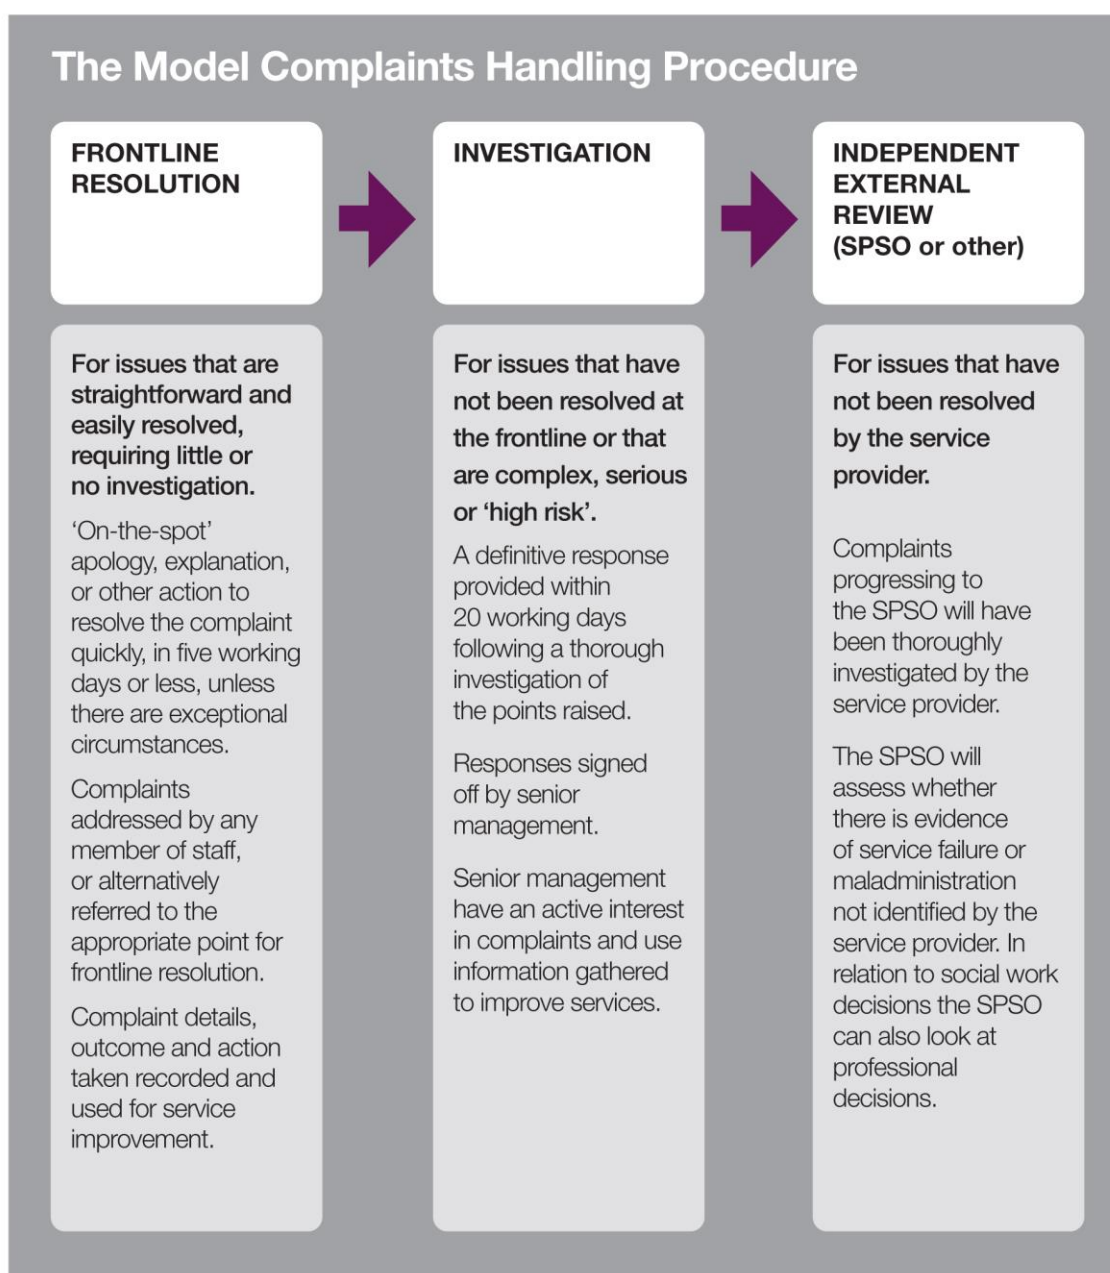 The Model Complaints Handling Procedure
FRONTLINE
RESOLUTION
For issues that are
straightforward and
easily resolved,
requiring little or
no investigation.
‘On-the-spot’
apology, explanation,
or other action to
resolve the complaint
quickly, in five working
days or less, unless
there are exceptional
circumstances.
Complaints
addressed by any
member of staff,
or alternatively
referred to the
appropriate point for
frontline resolution.
Complaint details,
outcome and action
taken recorded and
used for service
improvement.
INVESTIGATION
For issues that have
not been resolved at
the frontline or that
are complex, serious
or ‘high risk’.
A definitive response
provided within
20 working days
following a thorough
investigation of
the points raised.
Responses signed
off by senior
management.
Senior management
have an active interest
in complaints and use
information gathered
to improve services.
INDEPENDENT
EXTERNAL
REVIEW
(SPSO or other)
For issues that have
not been resolved
by the service
provider.
Complaints
progressing to
the SPSO will have
been thoroughly
investigated by the
service provider.
The SPSO will
assess whether
there is evidence
of service failure or
maladministration
not identified by the
service provider. In
relation to social work
decisions the SPSO
can also look at
professional
decisions.